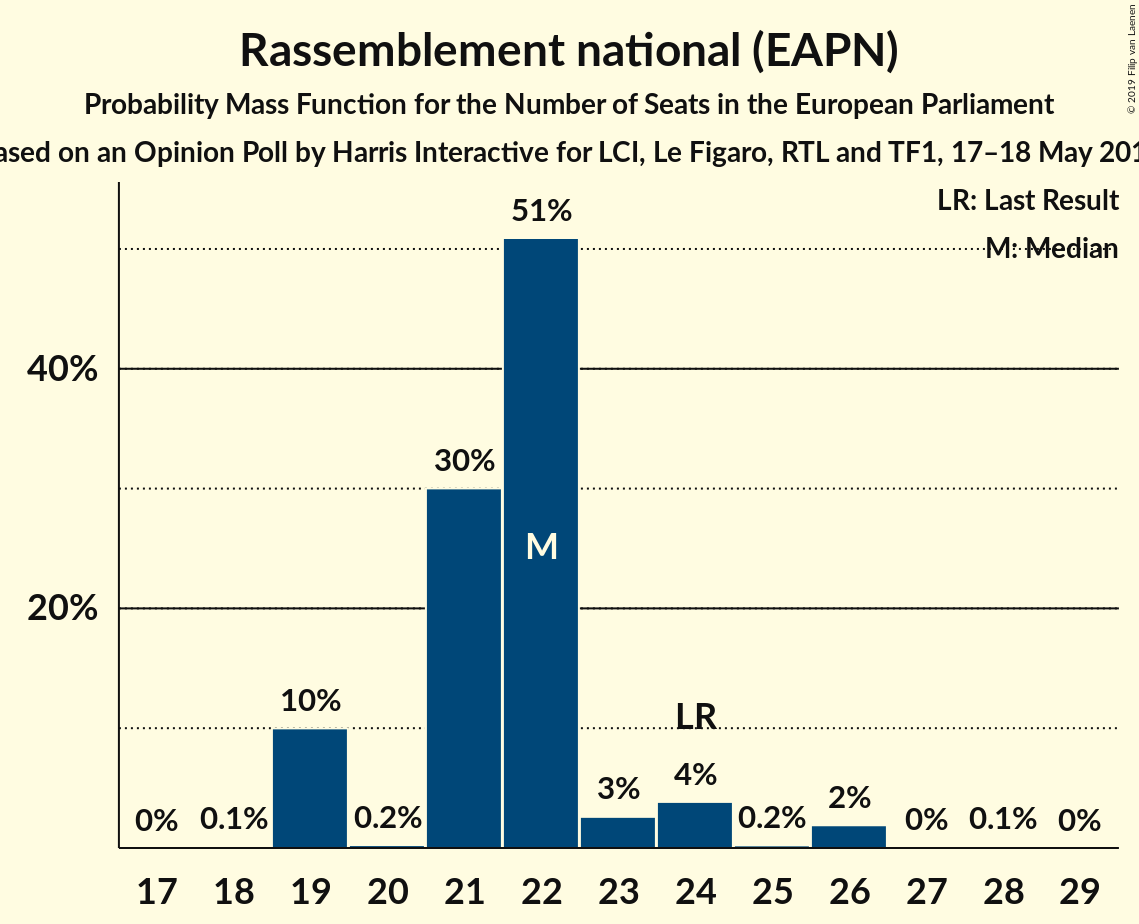 Rassemblement national (EAPN)
Probability Mass Function for the Number of Seats in the European Parliament
on an Opinion Poll by Harris Interactive for LCI, Le Figaro, RTL and TF1, 17–18 May
© 2019 Filip van Laenen
LR: Last Result
M: Median
51%
40%
30%
M
20%
10%
LR
4%
3%
2%
0% 0.1% 0.2% 0.2% 0% 0.1% 0%
17 18 19 20 21 22 23 24 25 26 27 28 29